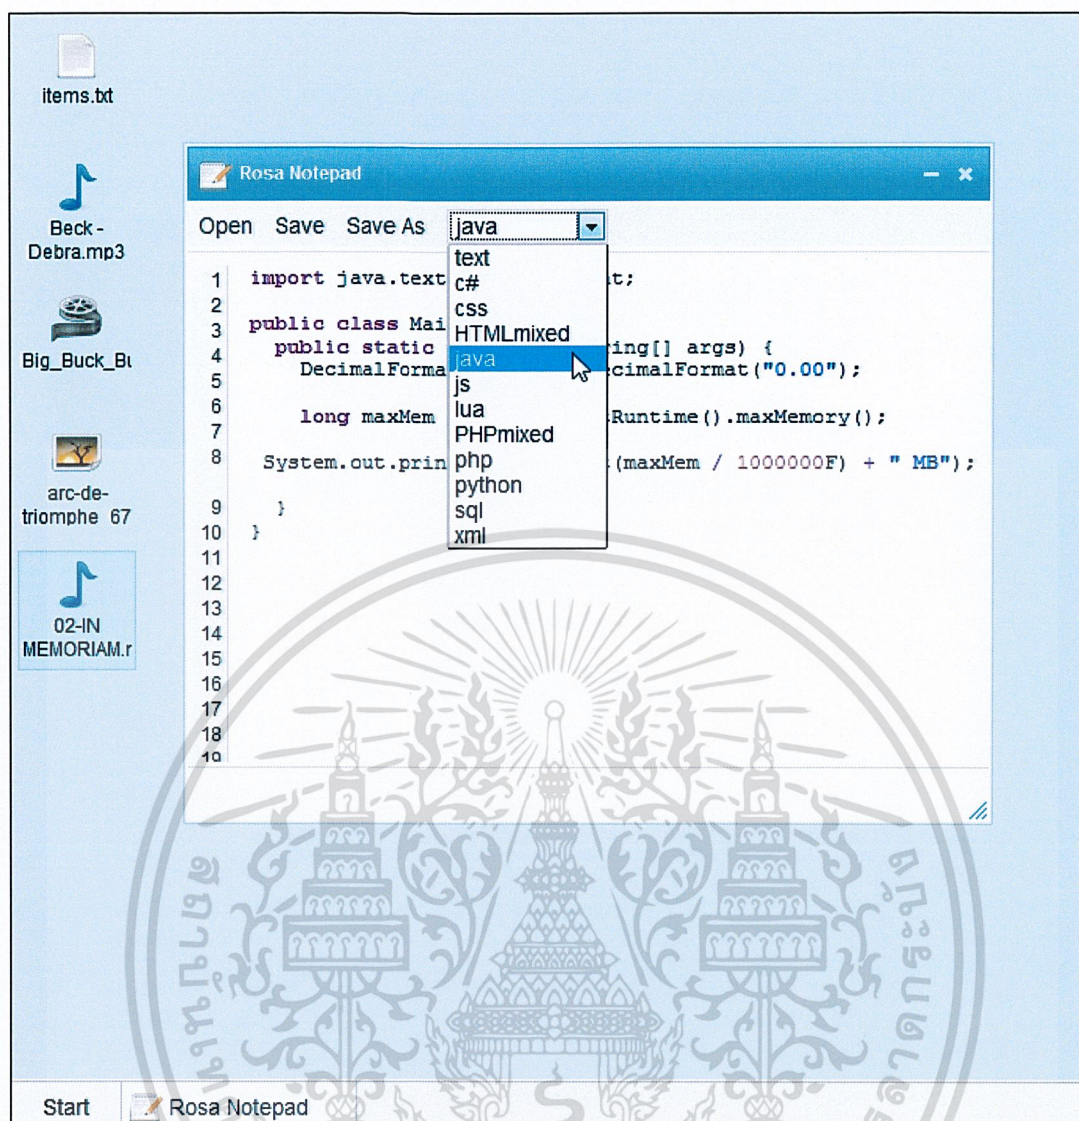 items.txt
Beck -
Debra.mp3
Big_Buck_Bu
arc-de-
triomphe_67
02-IN
MEMORIAM.r
Rosa Notepad
Open Save Save As java
text
c#
css
HTMLmixed
java
js
lua
PHPmixed
php
python
sql
xml
1 import java.text t;
2
3 public class Mai
4 public static ring[] args) {
5 DecimalForma cimalFormat("0.00");
6
7 long maxMem Runtime().maxMemory();
8 System.out.prin (maxMem / 1000000F) + " MB");
9 }
10 }
11
12
13
14
15
16
17
18
19
Start Rosa Notepad